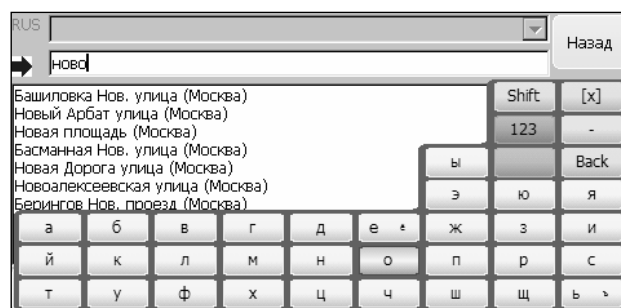 RUS
Назад
ново
Башиловка Нов. улица (Москва)
Новый Арбат улица (Москва)
Новая площадь (Москва)
Басманная Нов. улица (Москва)
Новая Дорога улица (Москва)
Новоалексеевская улица (Москва)
Берингов Нов. проезд (Москва)
Shift [x]
123 -
ы Back
э ю я
а б в г д е ё ж з и
й к л м н о п р с
т у ф х ц ч ш щ ь ъ